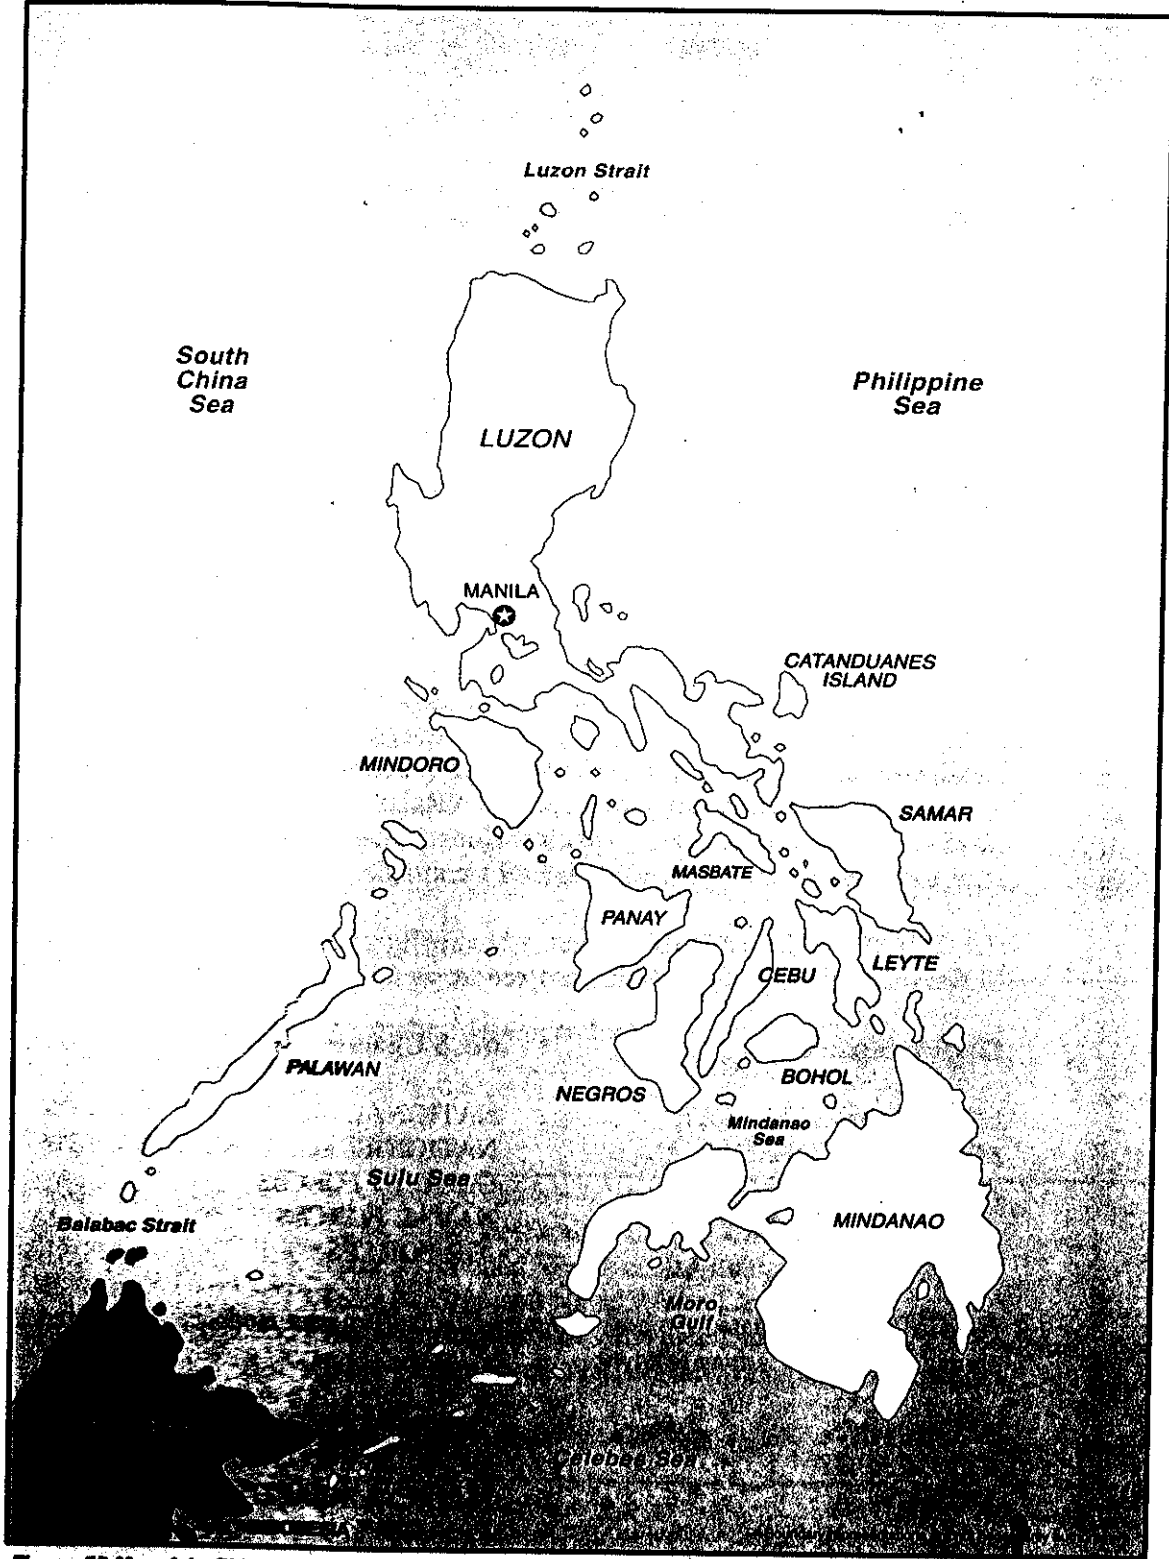 Luzon Strait
South
China
Sea
Philippine
Sea
LUZON
MANILA
CATANDUANES
ISLAND
MINDORO
SAMAR
MASBATE
PANAY
LEYTE
CEBU
PALAWAN
BOHOL
NEGROS
Mindanao
Sea
Sulu Sea
Balabac Strait
MINDANAO
Moro
Gulf
Sea